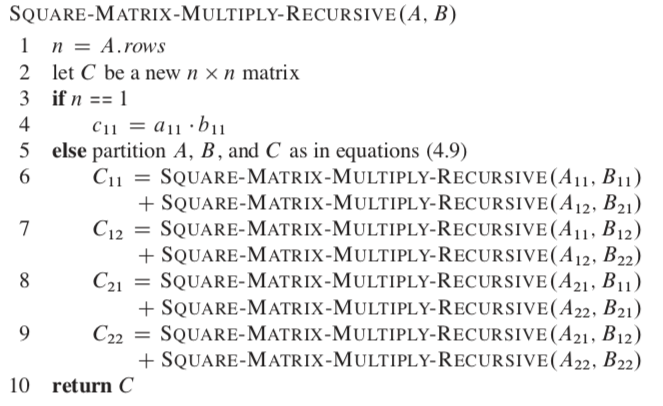 SQUARE-MATRIX-MULTIPLY-RECURSIVE(A, B)
1 n = A.rows
2 let C be a new n × n matrix
3 if n == 1
4 c₁₁ = a₁₁ · b₁₁
5 else partition A, B, and C as in equations (4.9)
6 C₁₁ = SQUARE-MATRIX-MULTIPLY-RECURSIVE(A₁₁, B₁₁)
+ SQUARE-MATRIX-MULTIPLY-RECURSIVE(A₁₂, B₂₁)
7 C₁₂ = SQUARE-MATRIX-MULTIPLY-RECURSIVE(A₁₁, B₁₂)
+ SQUARE-MATRIX-MULTIPLY-RECURSIVE(A₁₂, B₂₂)
8 C₂₁ = SQUARE-MATRIX-MULTIPLY-RECURSIVE(A₂₁, B₁₁)
+ SQUARE-MATRIX-MULTIPLY-RECURSIVE(A₂₂, B₂₁)
9 C₂₂ = SQUARE-MATRIX-MULTIPLY-RECURSIVE(A₂₁, B₁₂)
+ SQUARE-MATRIX-MULTIPLY-RECURSIVE(A₂₂, B₂₂)
10 return C